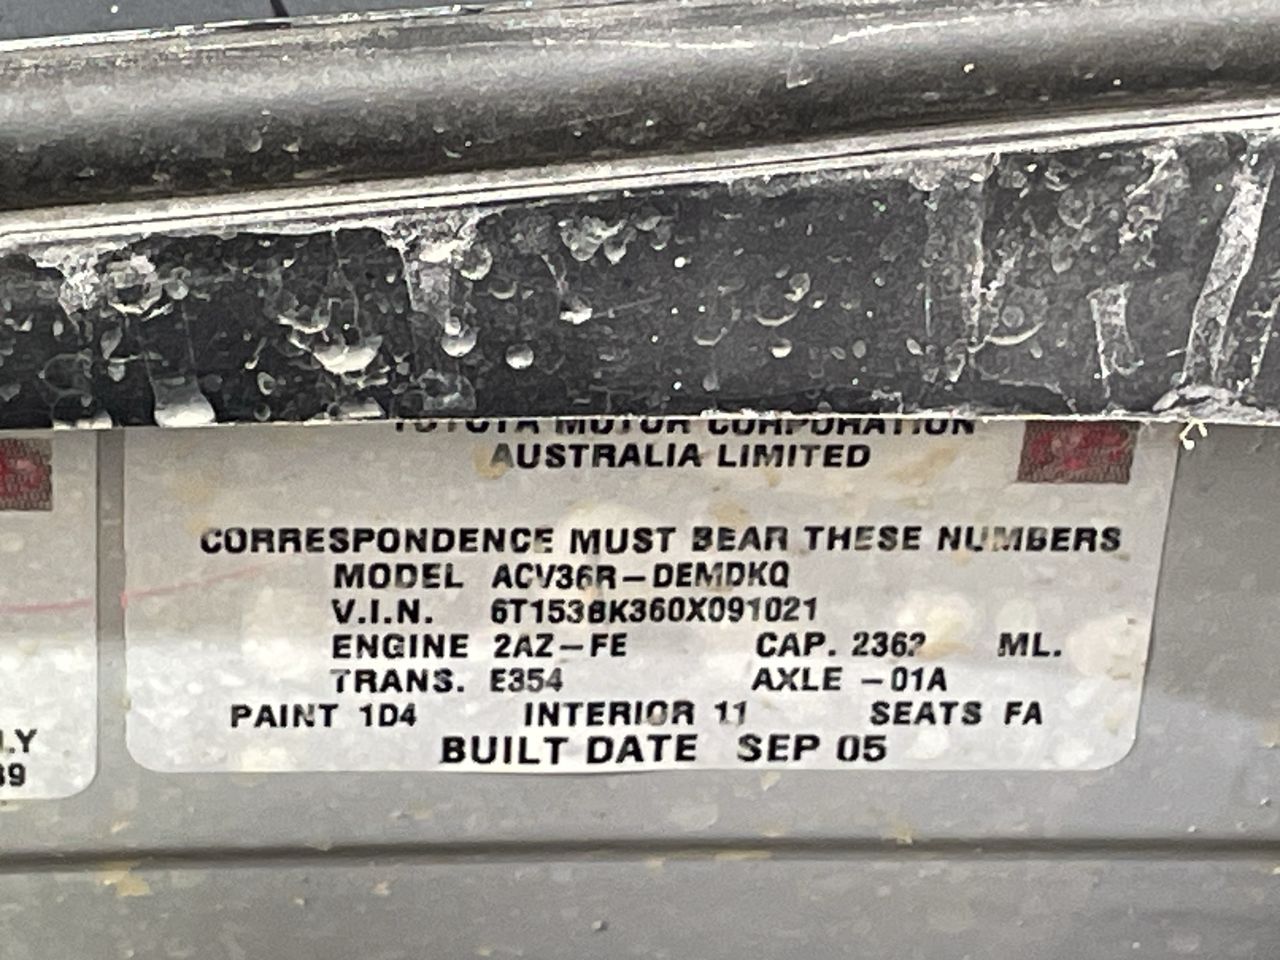 TOYOTA MOTOR CORPORATION
AUSTRALIA LIMITED
CORRESPONDENCE MUST BEAR THESE NUMBERS
MODEL ACV36R-DEMDKQ
V.I.N. 6T153BK360X091021
ENGINE 2AZ-FE CAP. 2362 ML.
TRANS. E354 AXLE -01A
PAINT 1D4 INTERIOR 11 SEATS FA
BUILT DATE SEP 05